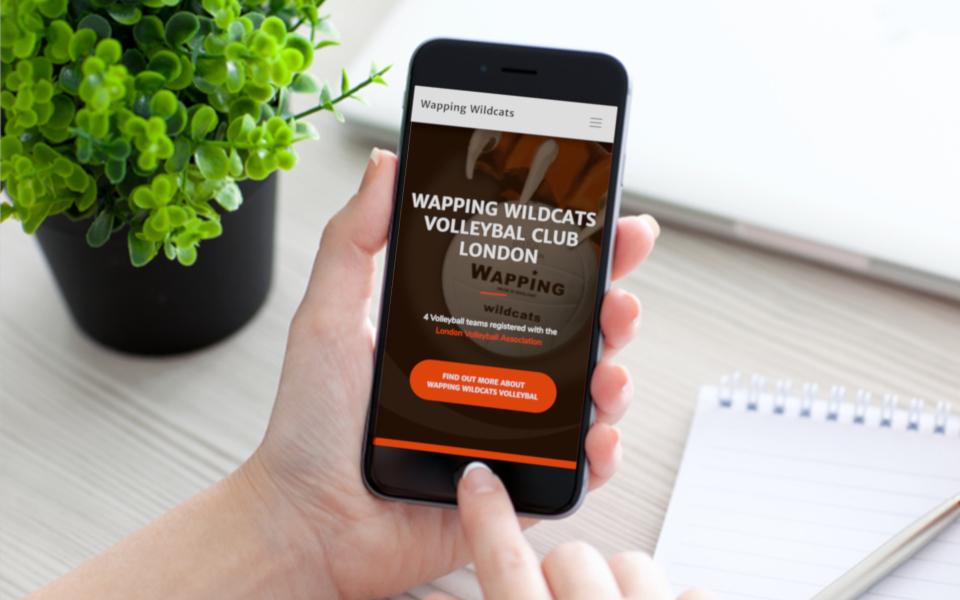 Wapping Wildcats
WAPPING WILDCATS
VOLLEYBAL CLUB
LONDON
WAPPING
wildcats
4 Volleyball teams registered with the
London Volleyball Association
FIND OUT MORE ABOUT
WAPPING WILDCATS VOLLEYBAL